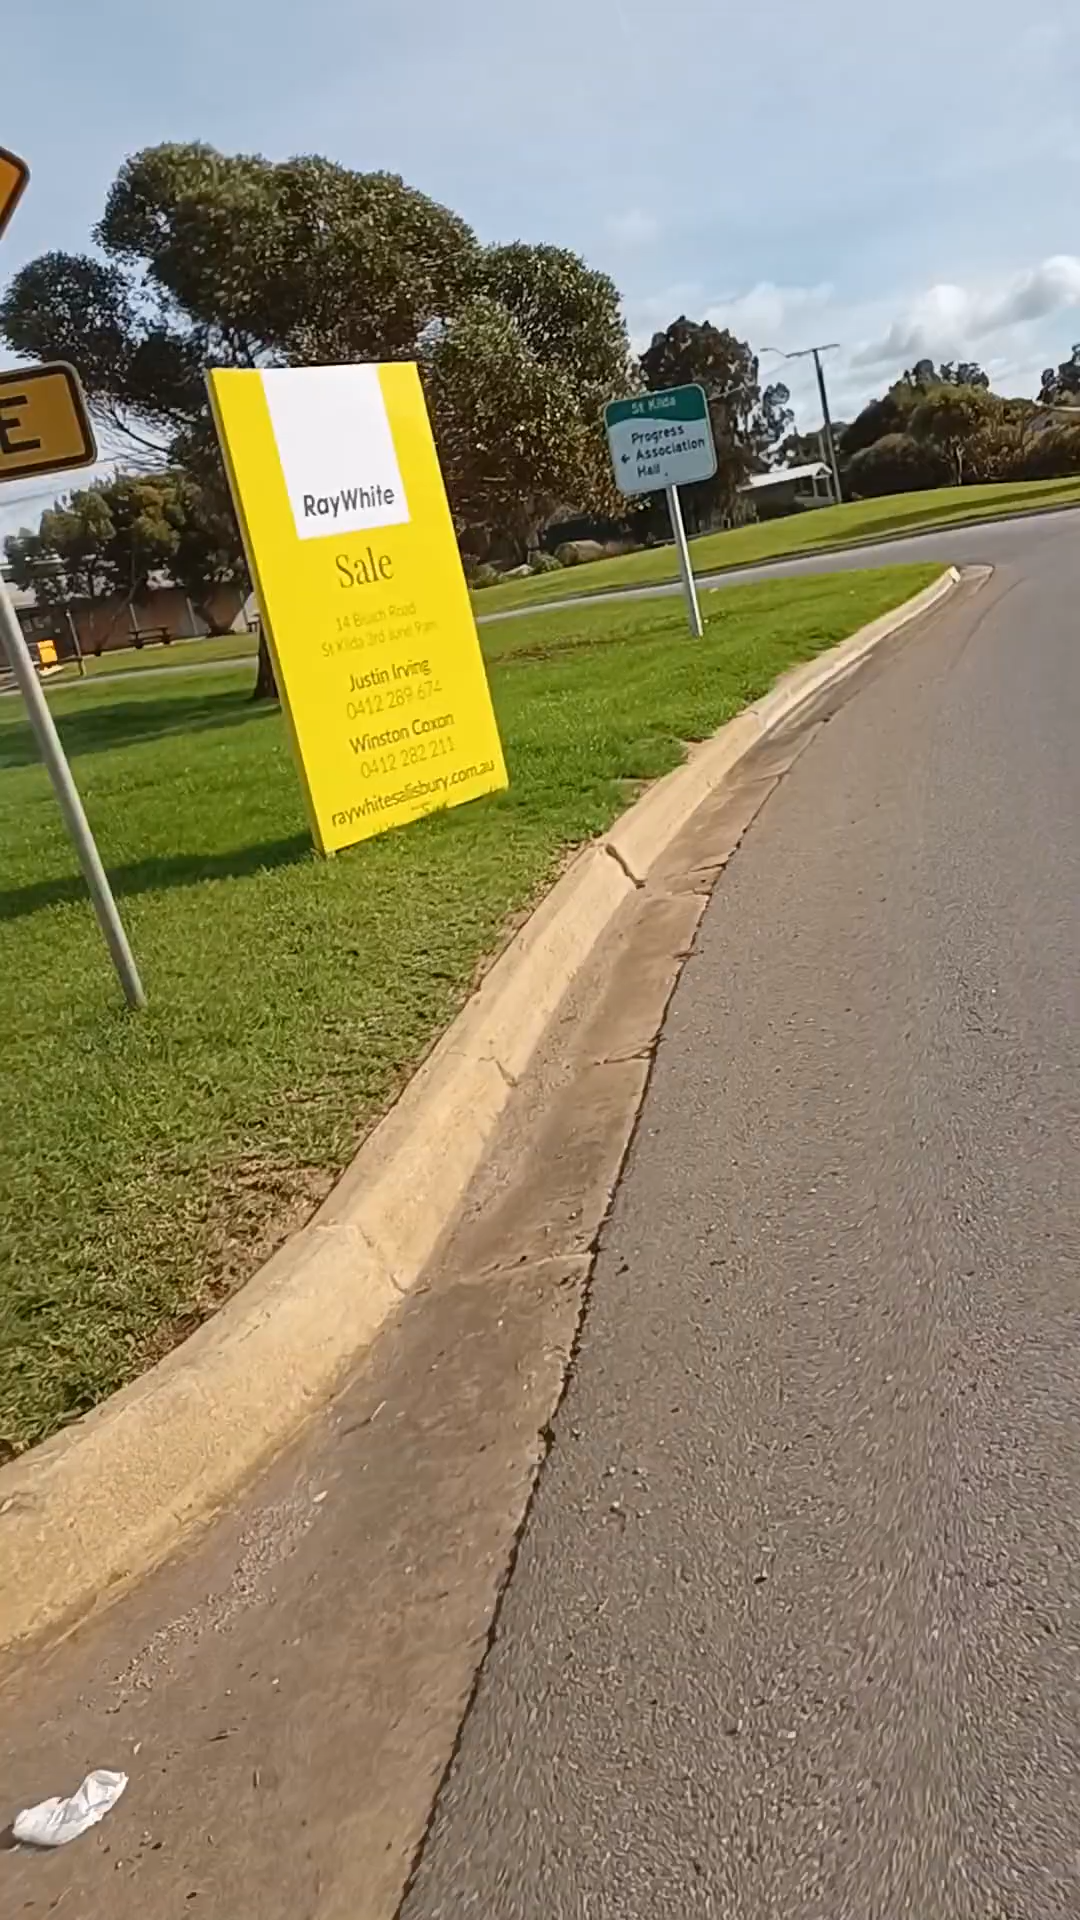 E
RayWhite
Sale
14 Beach Road
St Kilda 3rd June 9am
Justin Irving
0412 289 674
Winston Coxon
0412 282 211
raywhitesalisbury.com.au
St Kilda
Progress
← Association
Hall